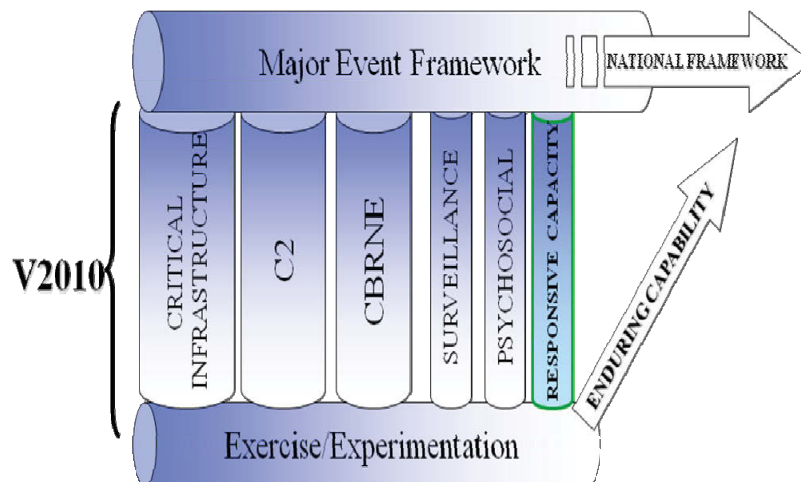 Major Event Framework
NATIONAL FRAMEWORK
V2010
CRITICAL
INFRASTRUCTURE
C2
CBRNE
SURVEILLANCE
PSYCHOSOCIAL
RESPONSIVE CAPACITY
ENDURING CAPABILITY
Exercise/Experimentation